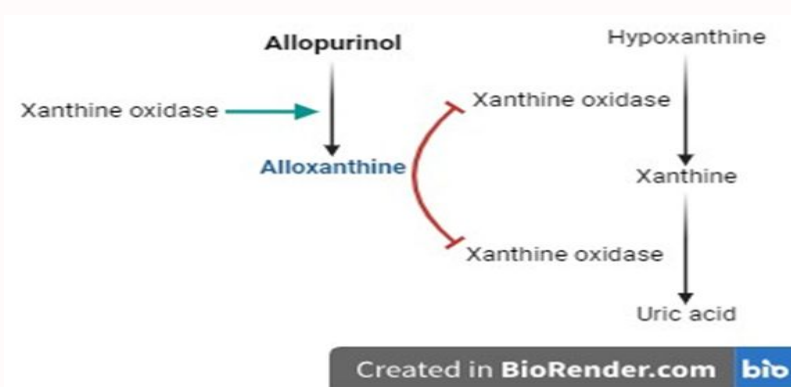 Allopurinol
Hypoxanthine
Xanthine oxidase
Xanthine oxidase
Alloxanthine
Xanthine
Xanthine oxidase
Uric acid
Created in BioRender.com bio